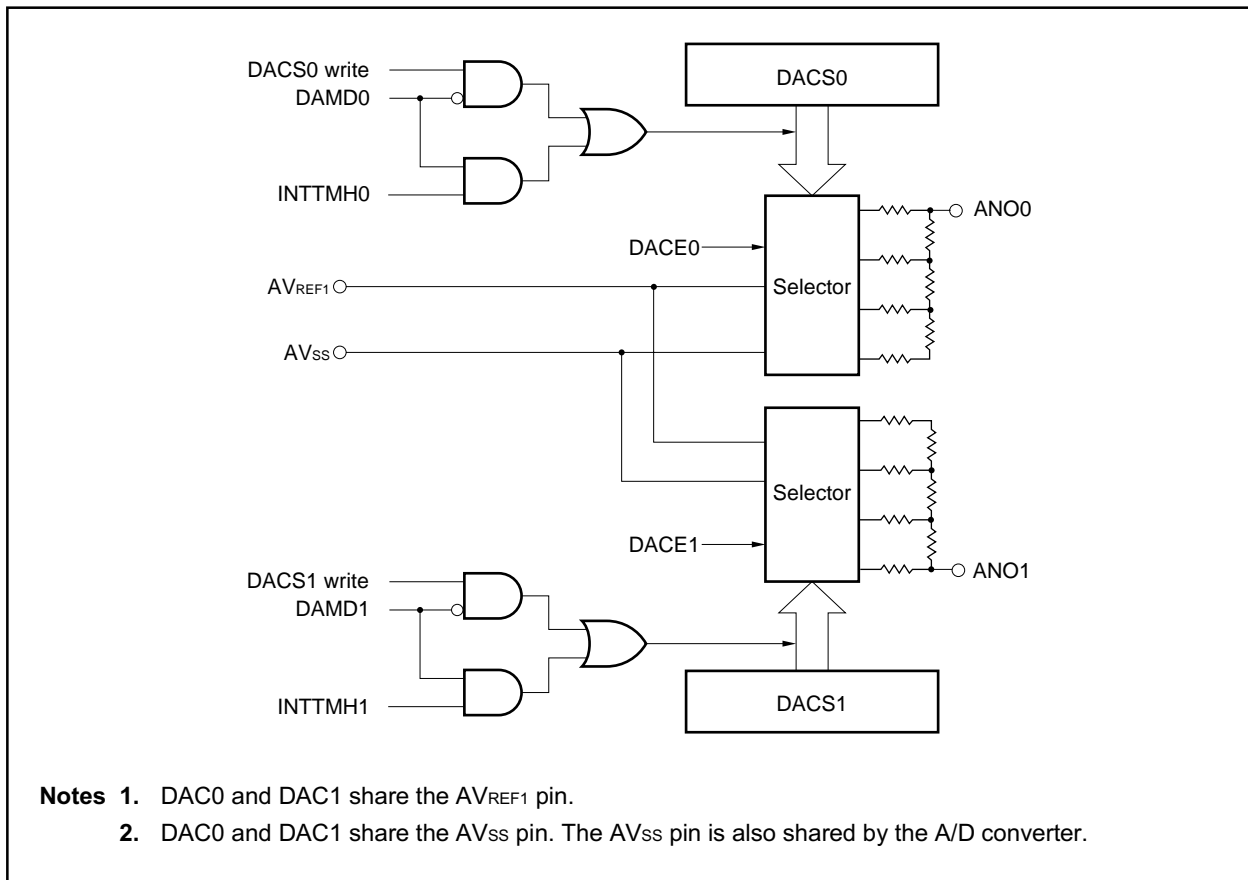 DACS0 write
DAMD0
INTTMH0
DACS0
DACE0
Selector
ANO0
AVREF1
AVSS
Selector
DACE1
ANO1
DACS1 write
DAMD1
INTTMH1
DACS1
Notes 1. DAC0 and DAC1 share the AVREF1 pin.
2. DAC0 and DAC1 share the AVSS pin. The AVSS pin is also shared by the A/D converter.